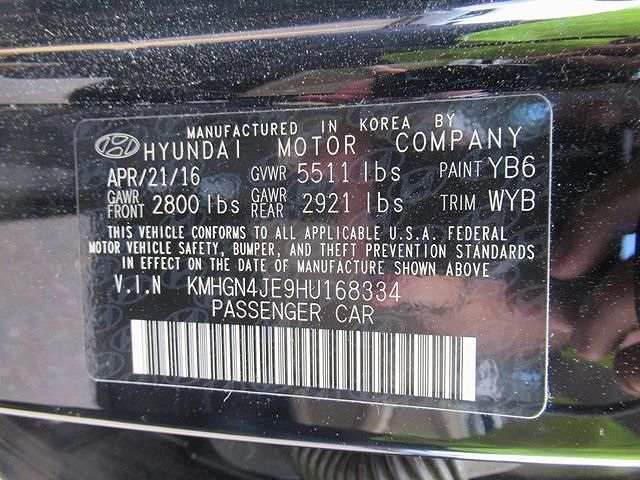 MANUFACTURED IN KOREA BY
HYUNDAI MOTOR COMPANY
APR/21/16 GVWR 5511 lbs PAINT YB6
GAWR FRONT 2800 lbs GAWR REAR 2921 lbs TRIM WYB
THIS VEHICLE CONFORMS TO ALL APPLICABLE U.S.A. FEDERAL
MOTOR VEHICLE SAFETY, BUMPER, AND THEFT PREVENTION STANDARDS
IN EFFECT ON THE DATE OF MANUFACTURE SHOWN ABOVE
V.I.N KMHGN4JE9HU168334
PASSENGER CAR